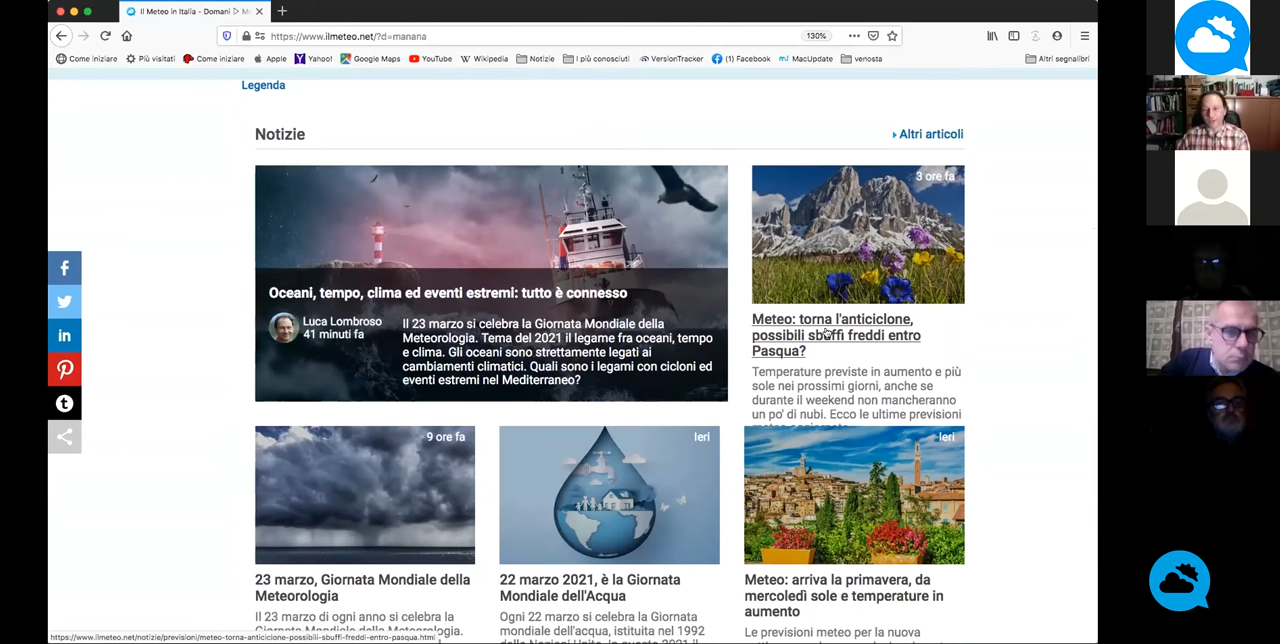 Il Meteo in Italia - Domani ▷ M
https://www.ilmeteo.net/?d=manana
130%
Come iniziare
Più visitati
Come iniziare
Apple
Yahoo!
Google Maps
YouTube
Wikipedia
Notizie
I più conosciuti
VersionTracker
(1) Facebook
MacUpdate
venosta
Altri segnalibri
Legenda
Notizie
Altri articoli
3 ore fa
Oceani, tempo, clima ed eventi estremi: tutto è connesso
Luca Lombroso
41 minuti fa
Il 23 marzo si celebra la Giornata Mondiale della
Meteorologia. Tema del 2021 il legame fra oceani, tempo
e clima. Gli oceani sono strettamente legati ai
cambiamenti climatici. Quali sono i legami con cicloni ed
eventi estremi nel Mediterraneo?
Meteo: torna l'anticiclone,
possibili sbuffi freddi entro
Pasqua?
Temperature previste in aumento e più
sole nei prossimi giorni, anche se
durante il weekend non mancheranno
un po' di nubi. Ecco le ultime previsioni
9 ore fa
Ieri
Ieri
23 marzo, Giornata Mondiale della
Meteorologia
Il 23 marzo di ogni anno si celebra la
22 marzo 2021, è la Giornata
Mondiale dell'Acqua
Ogni 22 marzo si celebra la Giornata
mondiale dell'acqua, istituita nel 1992
Meteo: arriva la primavera, da
mercoledì sole e temperature in
aumento
Le previsioni meteo per la nuova
https://www.ilmeteo.net/notizie/previsioni/meteo-torna-anticiclone-possibili-sbuffi-freddi-entro-pasqua.html